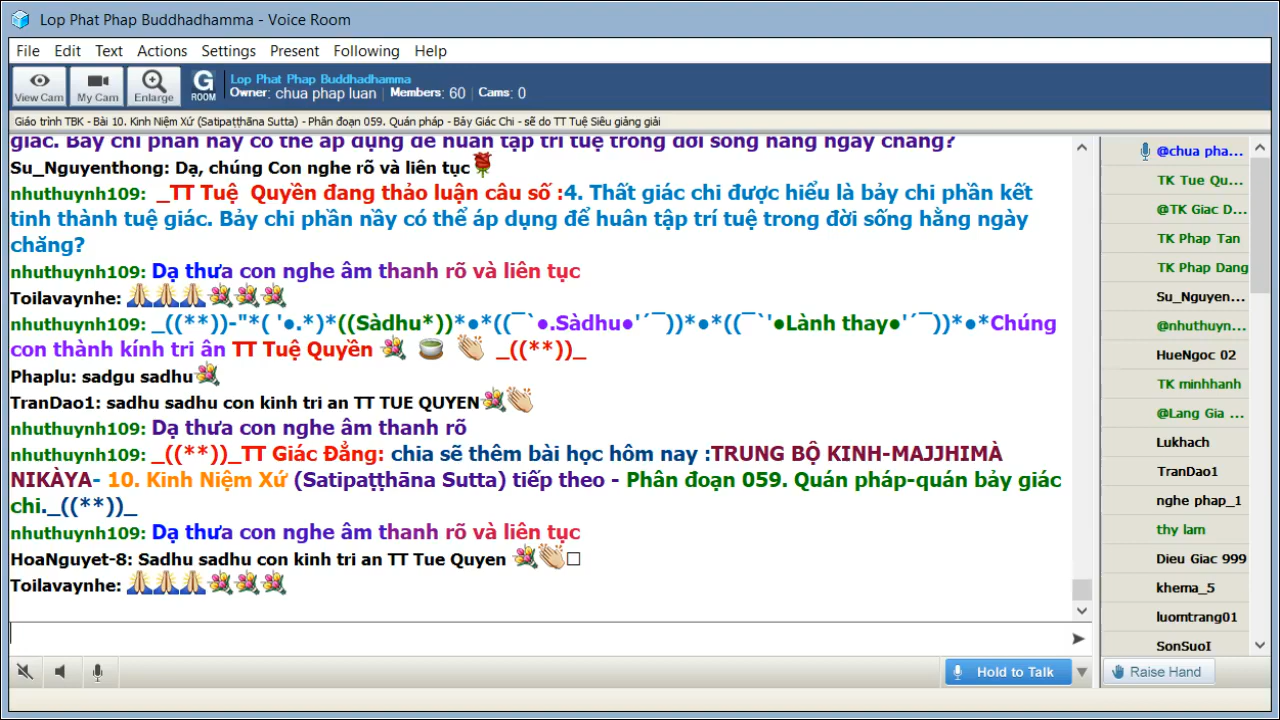 Lop Phat Phap Buddhadhamma - Voice Room
File Edit Text Actions Settings Present Following Help
View Cam My Cam Enlarge G ROOM
Lop Phat Phap Buddhadhamma
Owner: chua phap luan Members: 60 Cams: 0
Giáo trình TBK - Bài 10. Kinh Niệm Xứ (Satipaṭṭhāna Sutta) - Phân đoạn 059. Quán pháp - Bảy Giác Chi - sẽ do TT Tuệ Siêu giảng giải
giác. Bảy chi phần nầy có thể áp dụng để huân tập trí tuệ trong đời sống hằng ngày chăng?
Su_Nguyenthong: Dạ, chúng Con nghe rõ và liên tục
nhuthuynh109: _TT Tuệ Quyền đang thảo luận câu số :4. Thất giác chi được hiểu là bảy chi phần kết
tinh thành tuệ giác. Bảy chi phần nầy có thể áp dụng để huân tập trí tuệ trong đời sống hằng ngày
chăng?
nhuthuynh109: Dạ thưa con nghe âm thanh rõ và liên tục
Toilavaynhe:
nhuthuynh109: _((**))-"*( '●.*)*((Sàdhu*))*●*((¯`●.Sàdhu●'´¯))*●*((¯`'●Lành thay●'´¯))*●*Chúng
con thành kính tri ân TT Tuệ Quyền _((**))_
Phaplu: sadgu sadhu
TranDao1: sadhu sadhu con kinh tri an TT TUE QUYEN
nhuthuynh109: Dạ thưa con nghe âm thanh rõ
nhuthuynh109: _((**))_TT Giác Đẳng: chia sẽ thêm bài học hôm nay :TRUNG BỘ KINH-MAJJHIMÀ
NIKÀYA- 10. Kinh Niệm Xứ (Satipaṭṭhāna Sutta) tiếp theo - Phân đoạn 059. Quán pháp-quán bảy giác
chi._((**))_
nhuthuynh109: Dạ thưa con nghe âm thanh rõ và liên tục
HoaNguyet-8: Sadhu sadhu con kinh tri an TT Tue Quyen
Toilavaynhe:
@chua pha...
TK Tue Qu...
@TK Giac D...
TK Phap Tan
TK Phap Dang
Su_Nguyen...
@nhuthuyn...
HueNgoc 02
TK minhhanh
@Lang Gia ...
Lukhach
TranDao1
nghe phap_1
thy lam
Dieu Giac 999
khema_5
luomtrang01
SonSuoI
Hold to Talk
Raise Hand